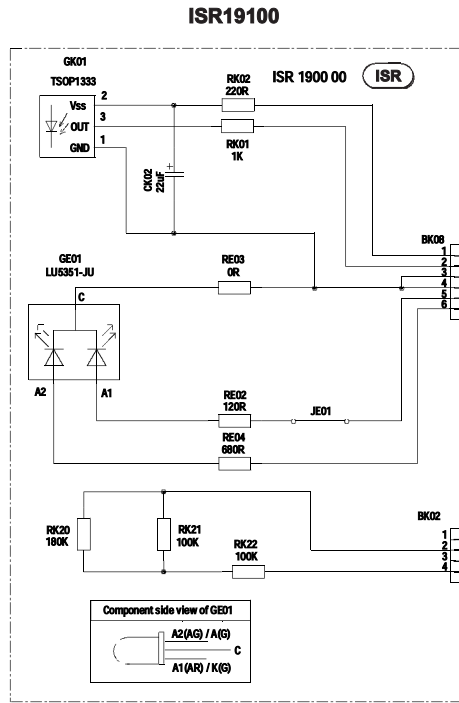 ISR19100
GK01
TSOP1333
2
Vss
3
OUT
1
GND
RK02
220R
ISR 1900 00
ISR
RK01
1K
CK02
22uF
+
BK08
1
2
3
4
5
6
GE01
LU5351-JU
C
RE03
0R
A2
A1
RE02
120R
JE01
RE04
680R
BK02
1
2
3
4
RK20
180K
RK21
100K
RK22
100K
Component side view of GE01
A2(AG) / A(G)
C
A1(AR) / K(G)